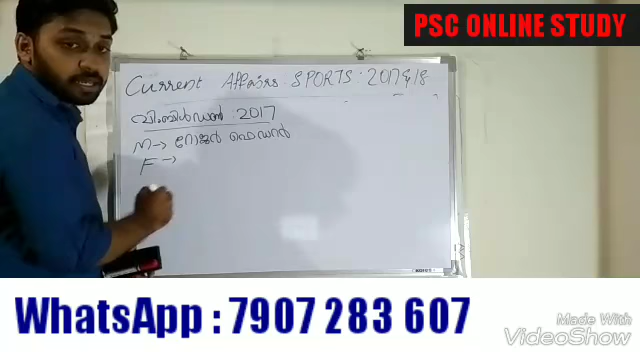 PSC ONLINE STUDY
Current Affairs SPORTS : 2017 & 18
വിംബിൾഡൺ : 2017
M → റോജർ ഫെഡറർ
F →
WhatsApp : 7907 283 607
Made With
VideoShow